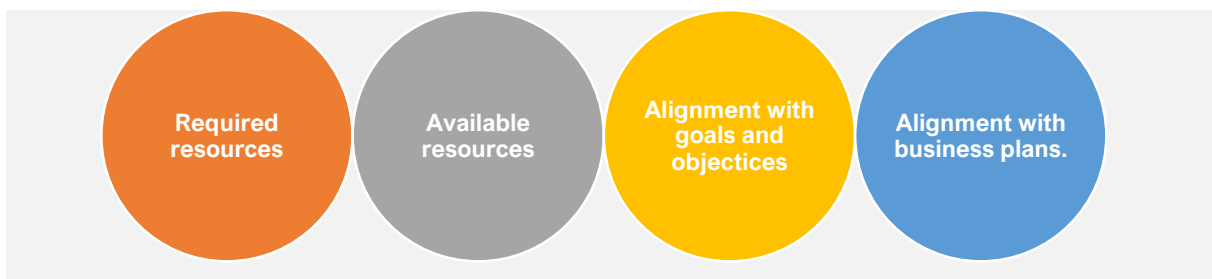 Required
resources
Available
resources
Alignment with
goals and
objectices
Alignment with
business plans.